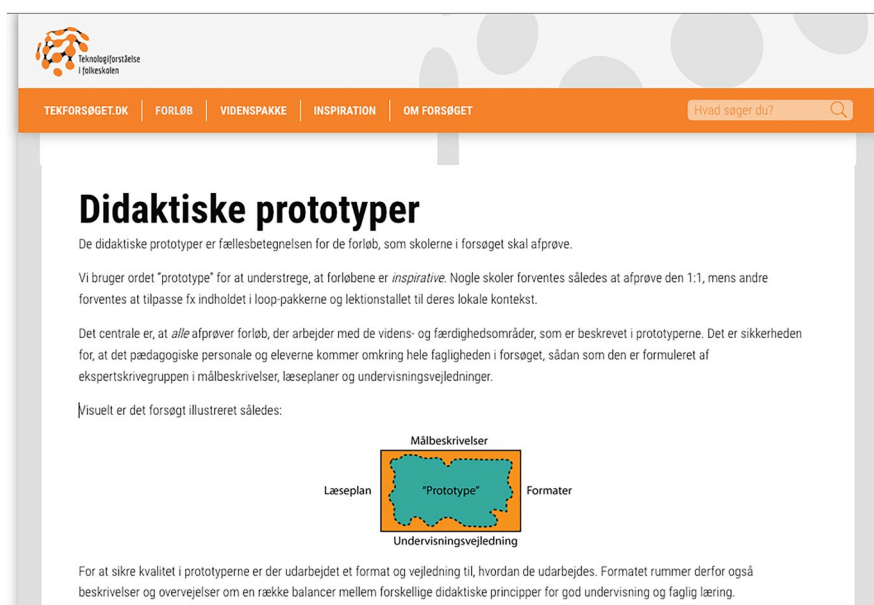 Teknologiforståelse
i folkeskolen
TEKFORSØGET.DK FORLØB VIDENSPAKKE INSPIRATION OM FORSØGET Hvad søger du?
Didaktiske prototyper
De didaktiske prototyper er fællesbetegnelsen for de forløb, som skolerne i forsøget skal afprøve.
Vi bruger ordet "prototype" for at understrege, at forløbene er inspirative. Nogle skoler forventes således at afprøve den 1:1, mens andre
forventes at tilpasse fx indholdet i loop-pakkerne og lektionstallet til deres lokale kontekst.
Det centrale er, at alle afprøver forløb, der arbejder med de videns- og færdighedsområder, som er beskrevet i prototyperne. Det er sikkerheden
for, at det pædagogiske personale og eleverne kommer omkring hele fagligheden i forsøget, sådan som den er formuleret af
ekspertskrivegruppen i målbeskrivelser, læseplaner og undervisningsvejledninger.
Visuelt er det forsøgt illustreret således:
Målbeskrivelser
Læseplan "Prototype" Formater
Undervisningsvejledning
For at sikre kvalitet i prototyperne er der udarbejdet et format og vejledning til, hvordan de udarbejdes. Formatet rummer derfor også
beskrivelser og overvejelser om en række balancer mellem forskellige didaktiske principper for god undervisning og faglig læring.